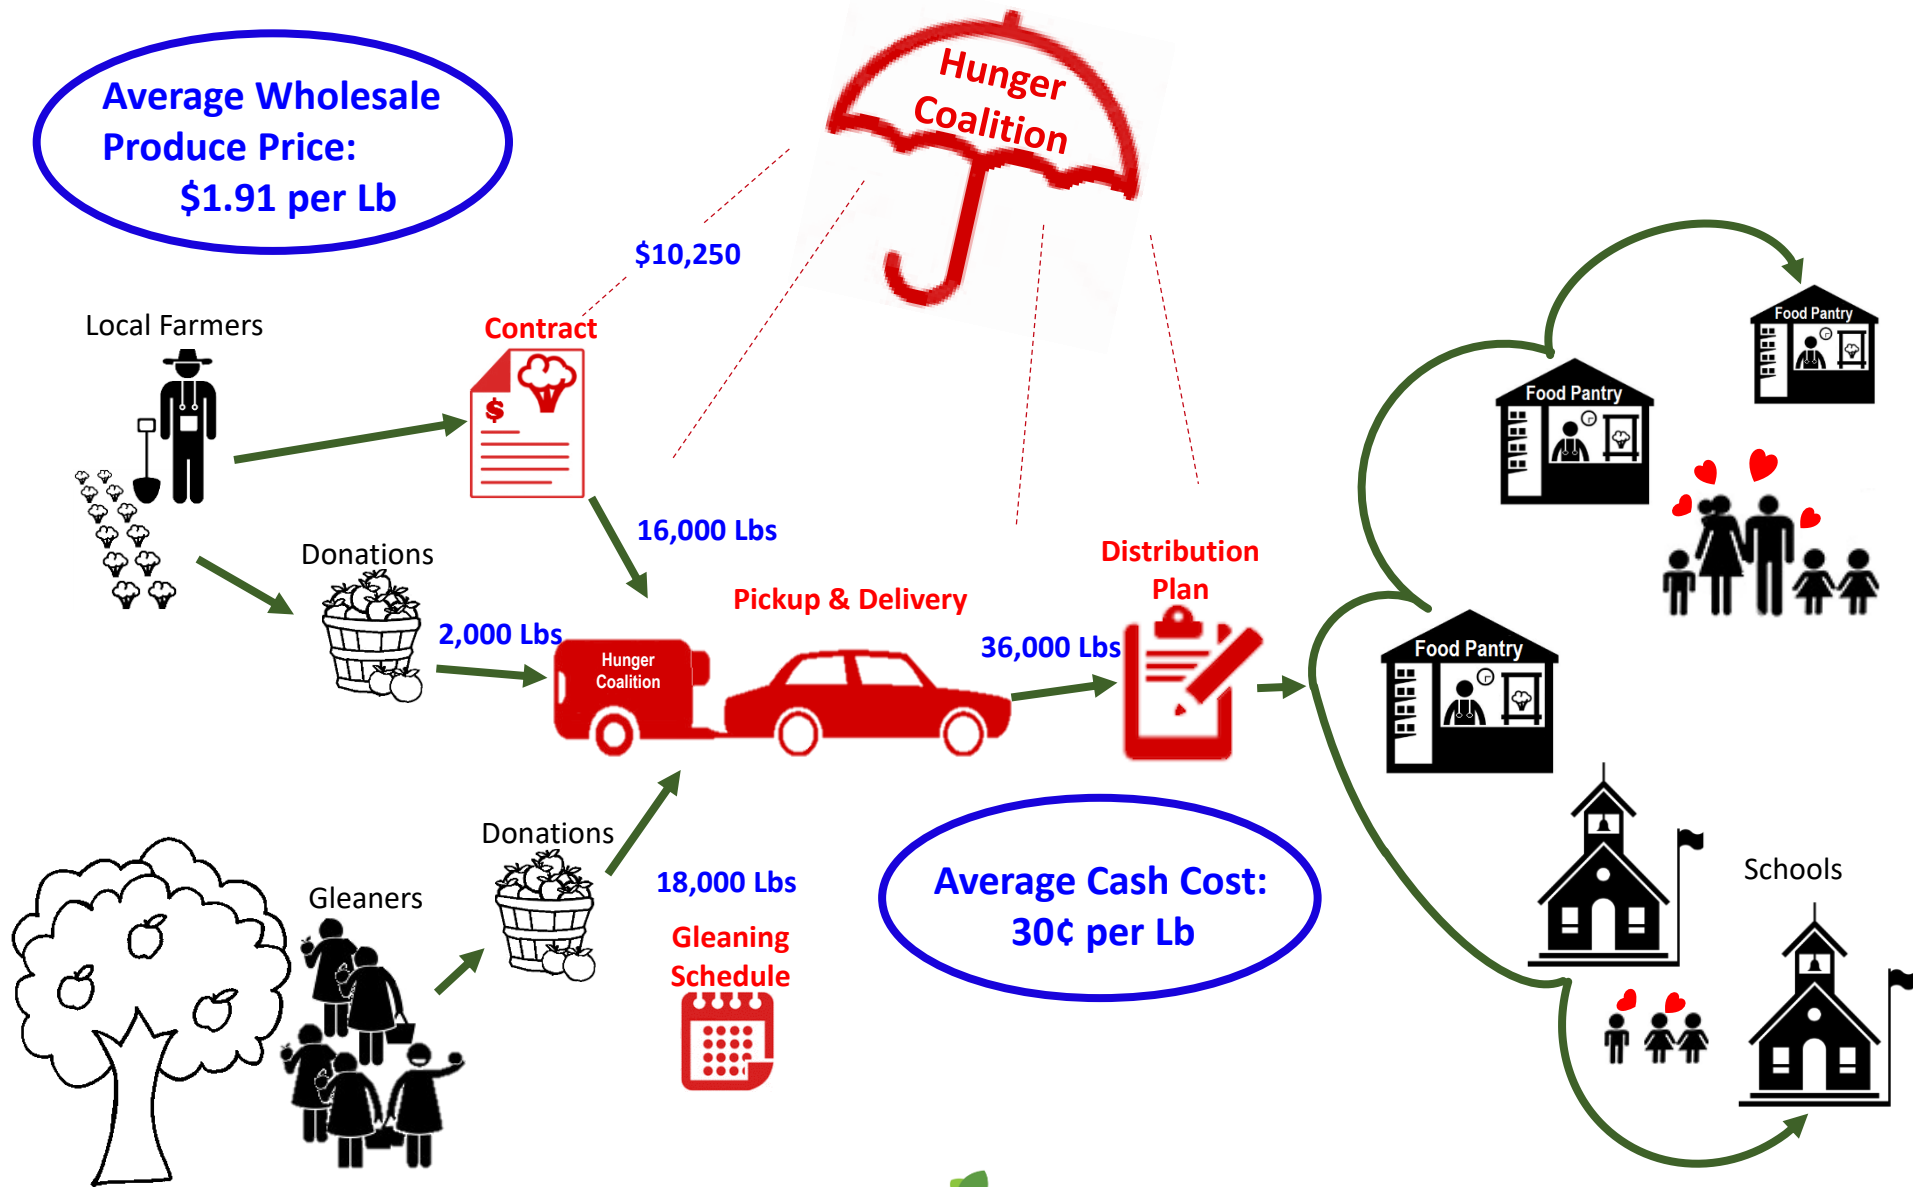 Average Wholesale
Produce Price:
$1.91 per Lb
Hunger
Coalition
$10,250
Local Farmers
Contract
$
16,000 Lbs
Donations
2,000 Lbs
Hunger
Coalition
Pickup & Delivery
36,000 Lbs
Distribution
Plan
Food Pantry
Food Pantry
Food Pantry
Gleaners
Donations
18,000 Lbs
Gleaning
Schedule
Average Cash Cost:
30¢ per Lb
Schools